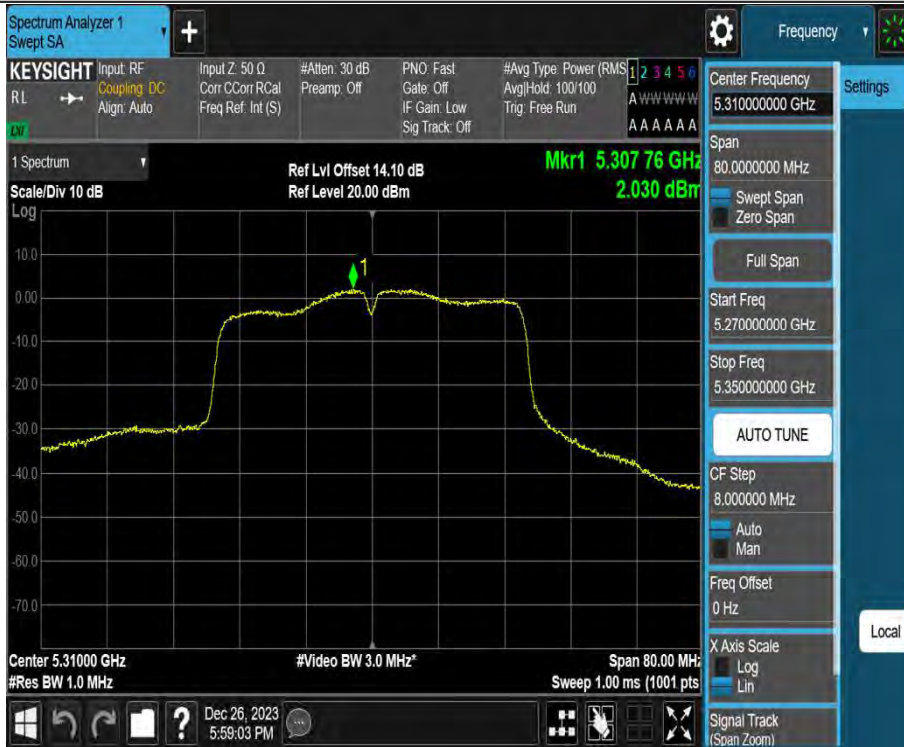 Spectrum Analyzer 1
Swept SA
+
Frequency
KEYSIGHT
RL
LXI
Input: RF
Coupling: DC
Align: Auto
Input Z: 50 Ω
Corr CCorr RCal
Freq Ref: Int (S)
#Atten: 30 dB
Preamp: Off
PNO: Fast
Gate: Off
IF Gain: Low
Sig Track: Off
#Avg Type: Power (RMS
Avg|Hold: 100/100
Trig: Free Run
1 2 3 4 5 6
A W W W W W
A A A A A A
1 Spectrum
Scale/Div 10 dB
Log
Ref Lvl Offset 14.10 dB
Ref Level 20.00 dBm
Mkr1 5.307 76 GHz
2.030 dBm
1
10.0
0.00
-10.0
-20.0
-30.0
-40.0
-50.0
-60.0
-70.0
Center 5.31000 GHz
#Res BW 1.0 MHz
#Video BW 3.0 MHz*
Span 80.00 MHz
Sweep 1.00 ms (1001 pts
Dec 26, 2023
5:59:03 PM
?
Center Frequency
5.310000000 GHz
Span
80.0000000 MHz
Swept Span
Zero Span
Full Span
Start Freq
5.270000000 GHz
Stop Freq
5.350000000 GHz
AUTO TUNE
CF Step
8.000000 MHz
Auto
Man
Freq Offset
0 Hz
X Axis Scale
Log
Lin
Signal Track
(Span Zoom)
Settings
Local